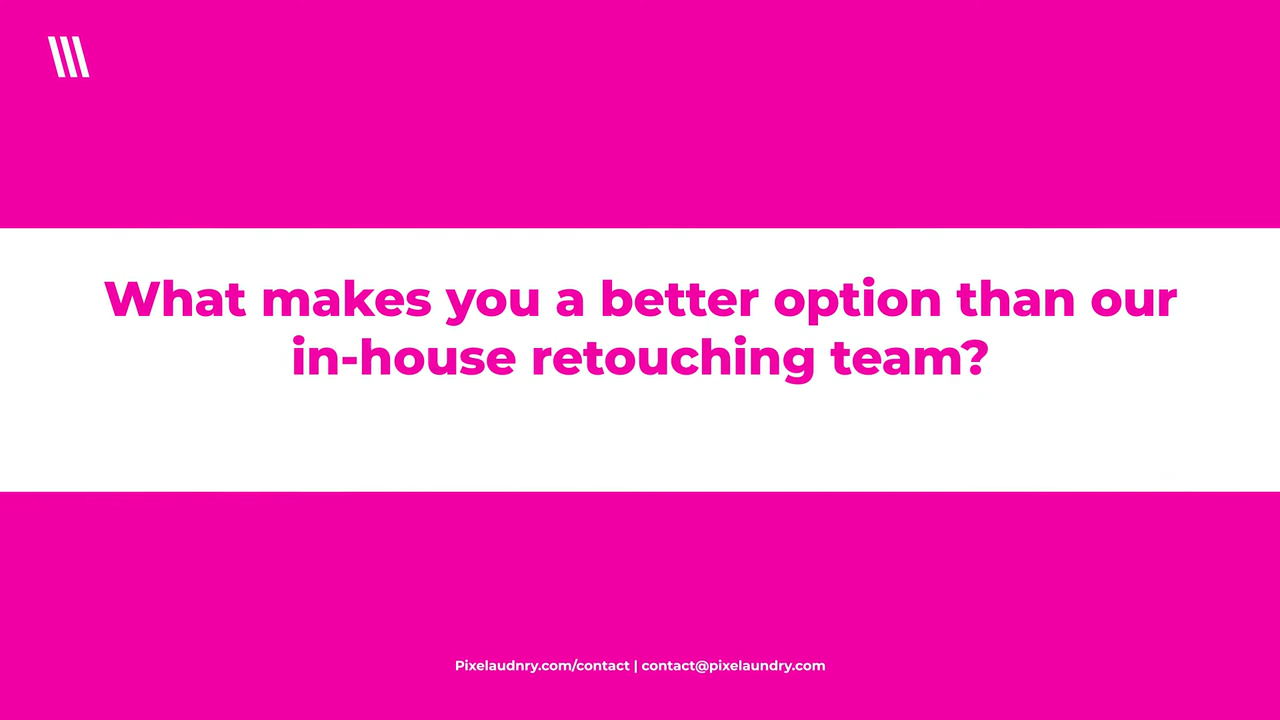 What makes you a better option than our
in-house retouching team?
Pixelaudnry.com/contact | contact@pixelaundry.com